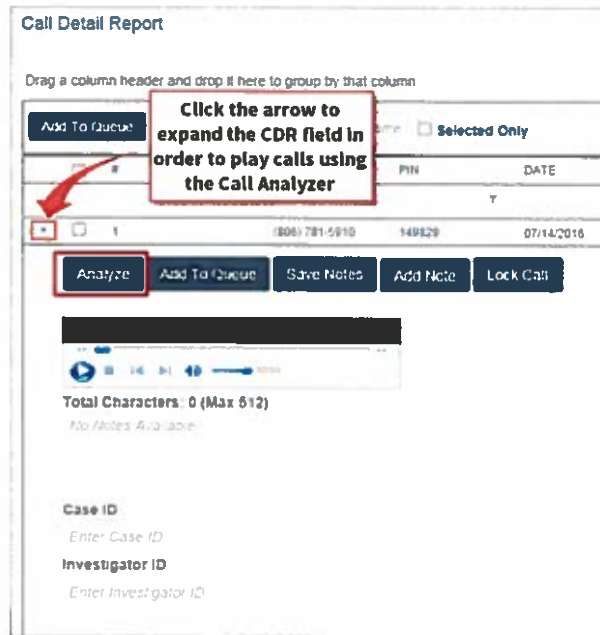 Call Detail Report
Drag a column header and drop it here to group by that column
Add To Queue
Click the arrow to
expand the CDR field in
order to play calls using
the Call Analyzer
Selected Only
#
PIN
DATE
1
(806) 781-5910
149829
07/14/2016
Analyze
Add To Queue
Save Notes
Add Note
Lock Call
Total Characters: 0 (Max 512)
No Notes Available
Case ID
Enter Case ID
Investigator ID
Enter Investigator ID